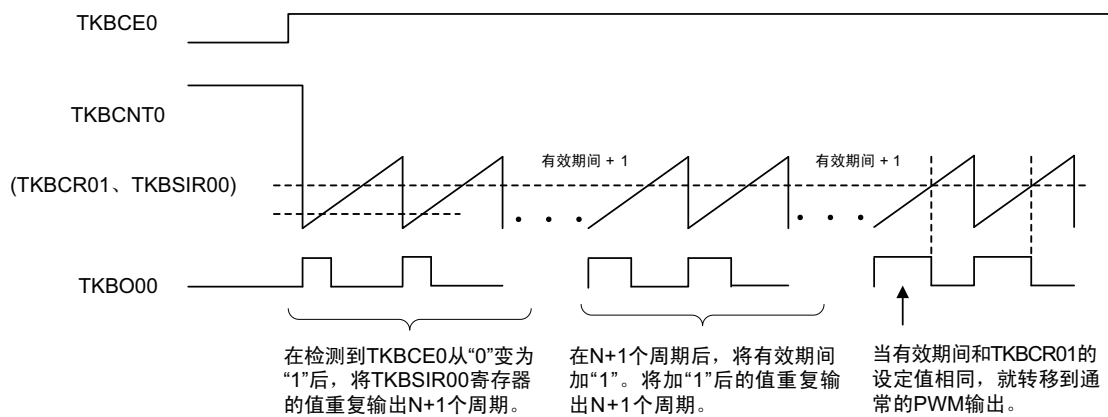 TKBCE0
TKBCNT0
(TKBCR01、TKBSIR00)
有效期间 + 1
有效期间 + 1
TKBO00
在检测到TKBCE0从“0”变为
“1”后，将TKBSIR00寄存器
的值重复输出N+1个周期。
在N+1个周期后，将有效期间
加“1”。将加“1”后的值重复输
出N+1个周期。
当有效期间和TKBCR01的
设定值相同，就转移到通
常的PWM输出。